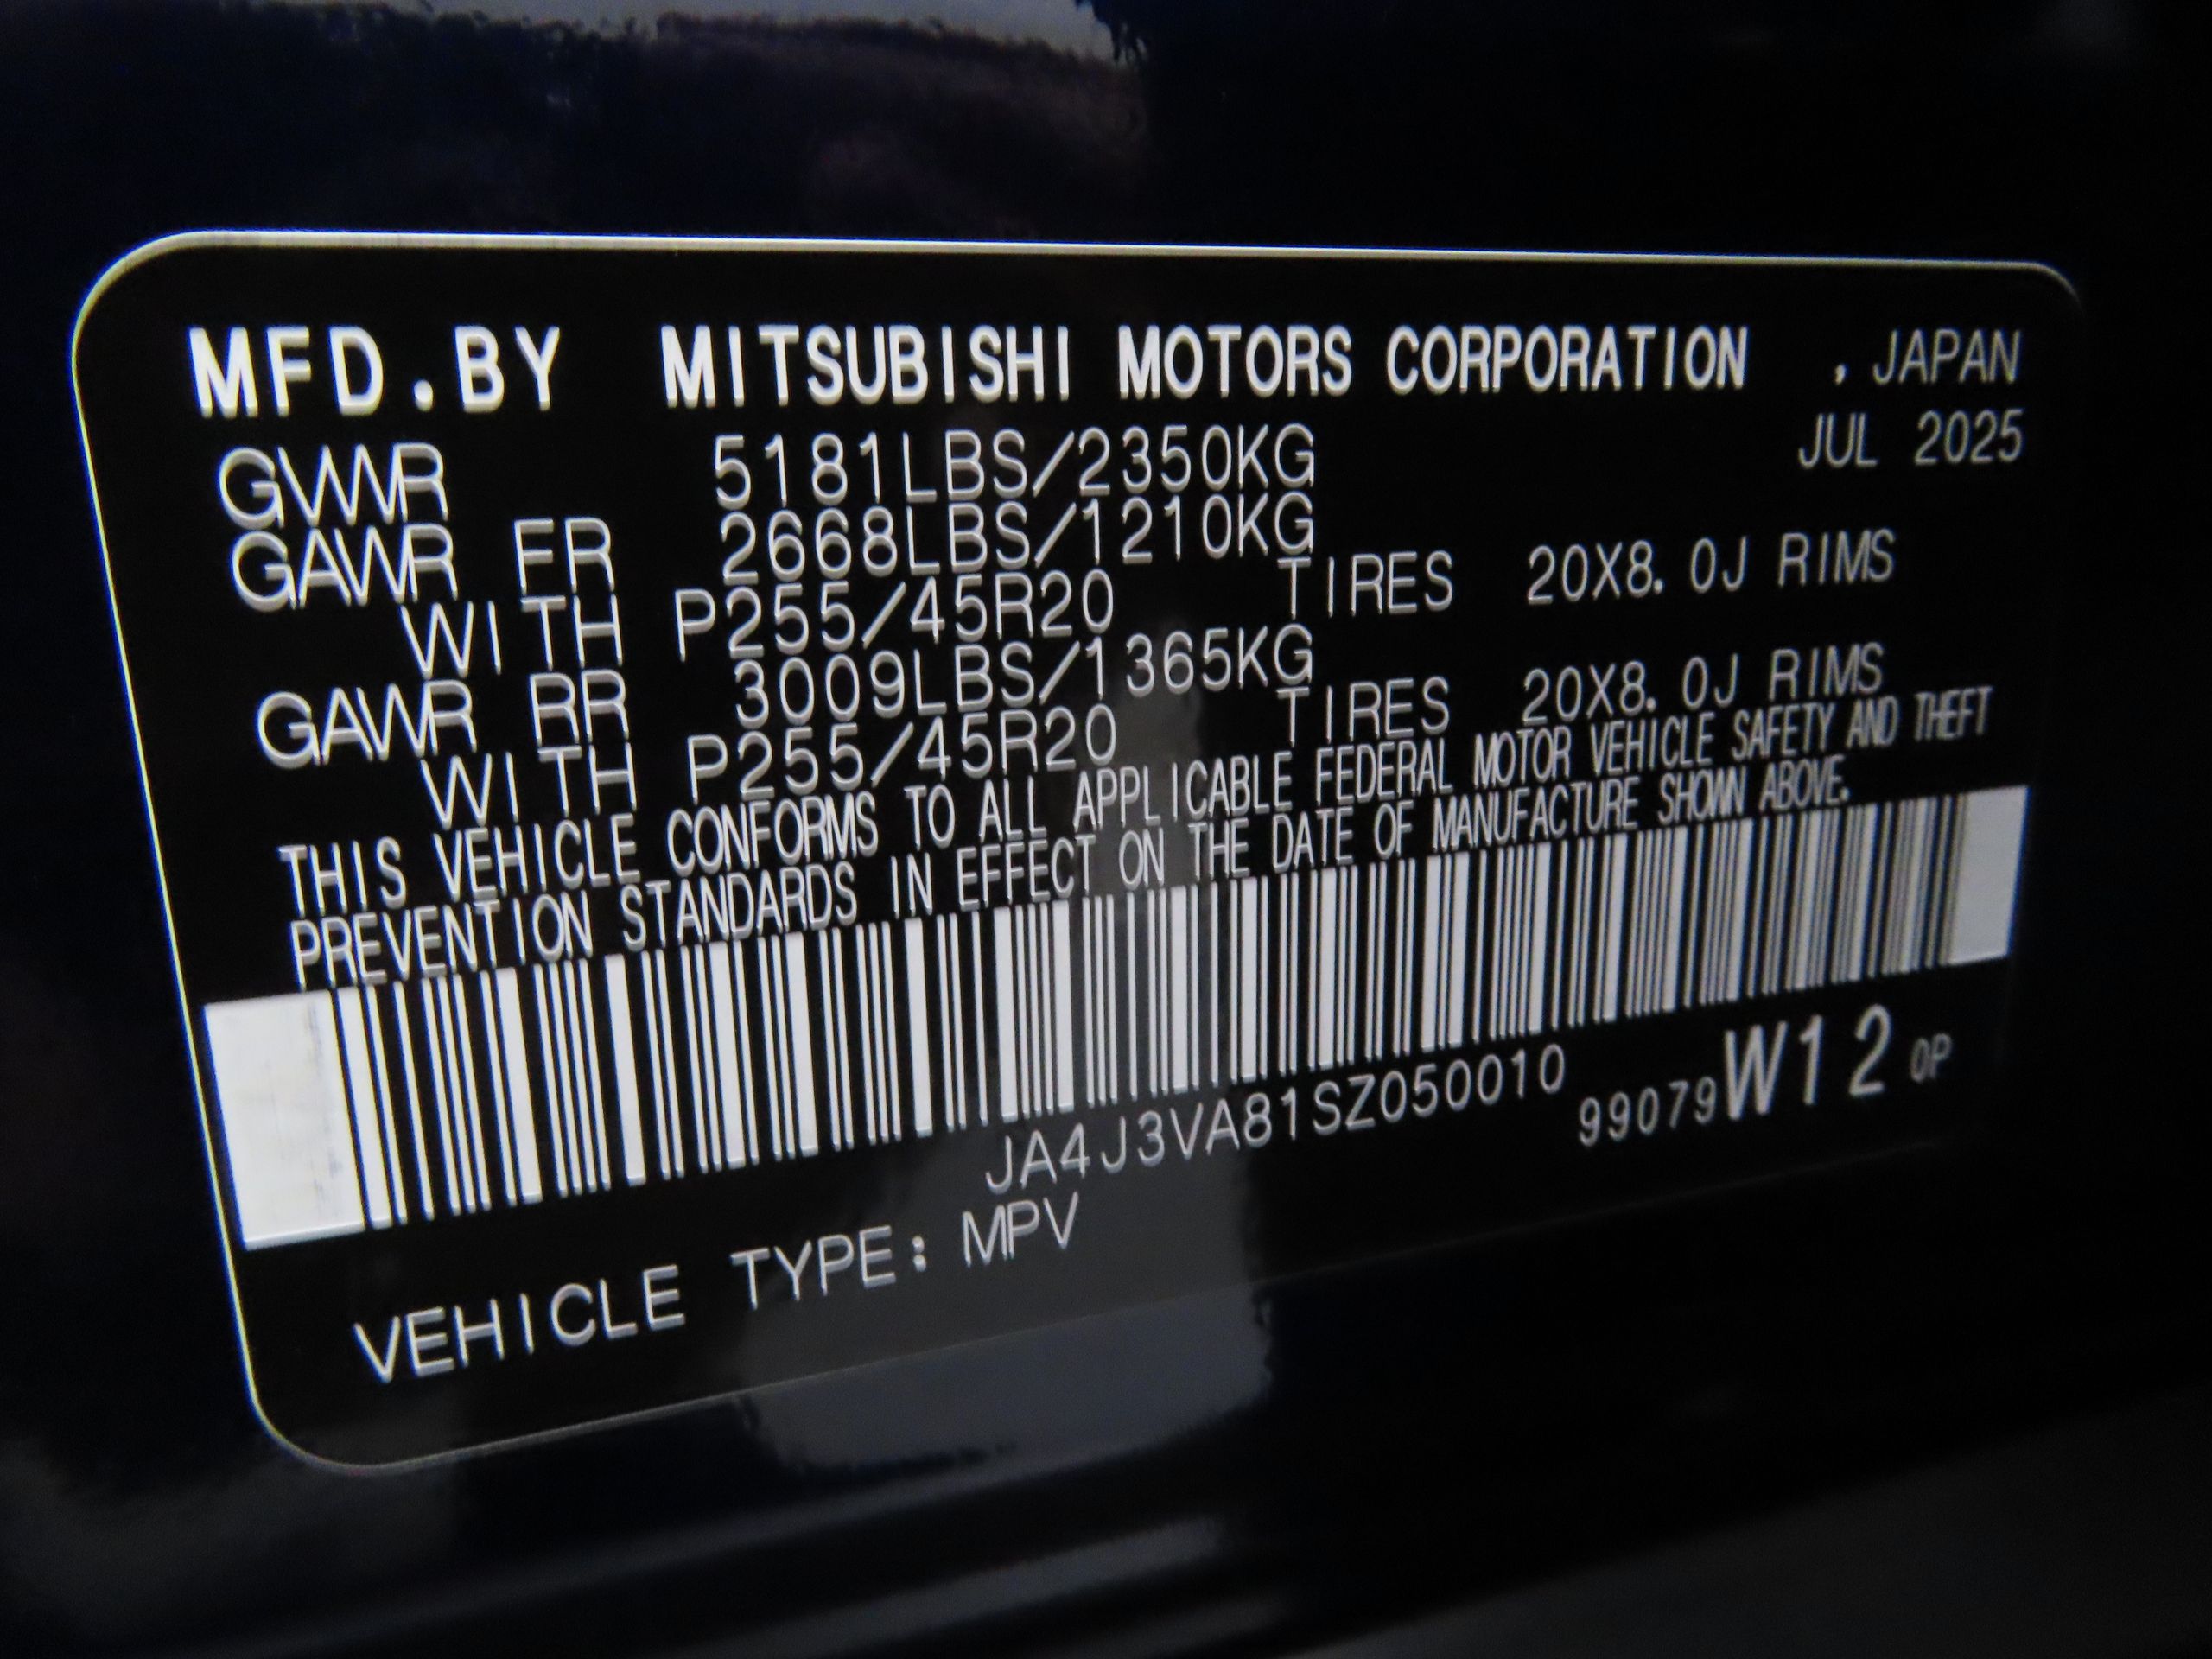 MFD.BY MITSUBISHI MOTORS CORPORATION , JAPAN
GVWR 5181LBS/2350KG JUL 2025
GAWR FR 2668LBS/1210KG
WITH P255/45R20 TIRES 20X8.0J RIMS
GAWR RR 3009LBS/1365KG
WITH P255/45R20 TIRES 20X8.0J RIMS
THIS VEHICLE CONFORMS TO ALL APPLICABLE FEDERAL MOTOR VEHICLE SAFETY AND THEFT
PREVENTION STANDARDS IN EFFECT ON THE DATE OF MANUFACTURE SHOWN ABOVE.
JA4J3VA81SZ050010 99079W12 0P
VEHICLE TYPE: MPV